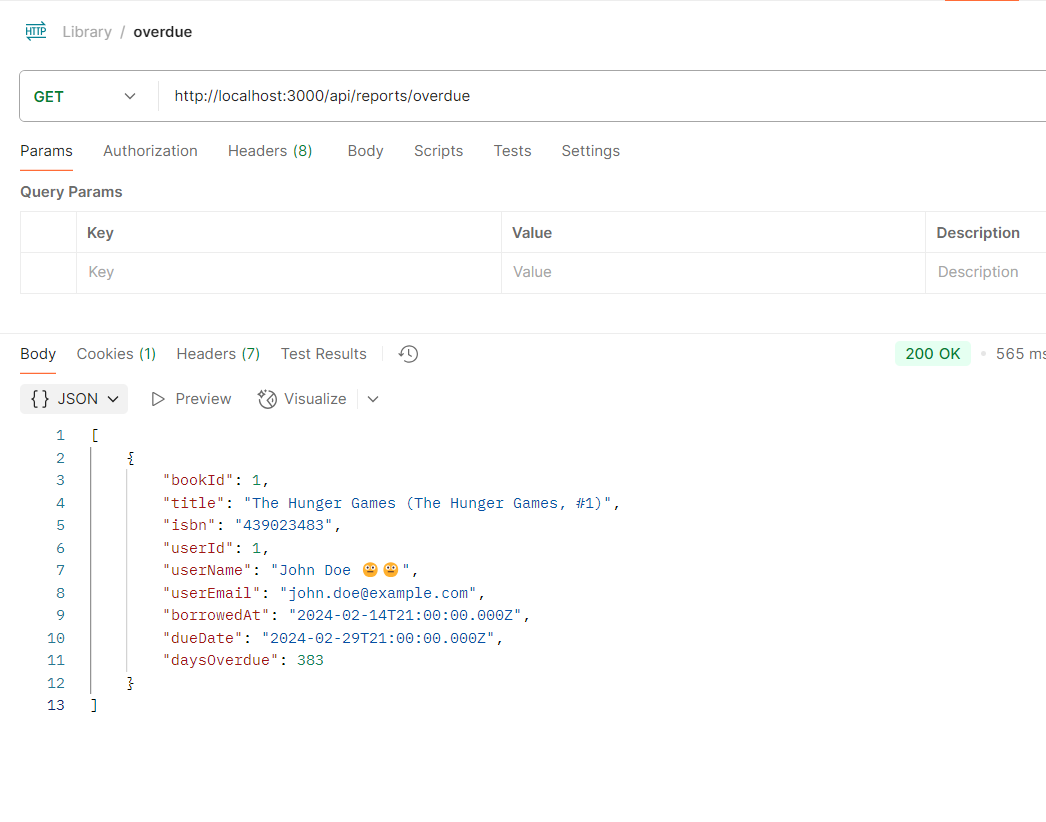 HTTP Library / overdue
GET http://localhost:3000/api/reports/overdue
Params Authorization Headers (8) Body Scripts Tests Settings
Query Params
Key Value Description
Key Value Description
Body Cookies (1) Headers (7) Test Results 200 OK 565 ms
{} JSON Preview Visualize
1 [
2 {
3 "bookId": 1,
4 "title": "The Hunger Games (The Hunger Games, #1)",
5 "isbn": "439023483",
6 "userId": 1,
7 "userName": "John Doe 😳😳",
8 "userEmail": "john.doe@example.com",
9 "borrowedAt": "2024-02-14T21:00:00.000Z",
10 "dueDate": "2024-02-29T21:00:00.000Z",
11 "daysOverdue": 383
12 }
13 ]